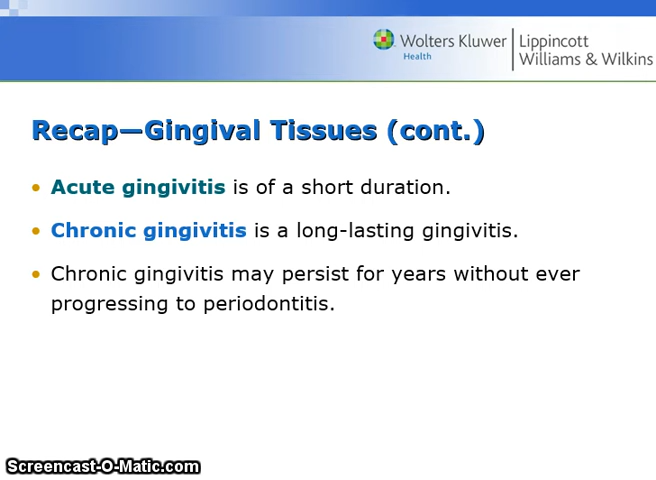 Wolters Kluwer
Health
Lippincott
Williams & Wilkins
Recap—Gingival Tissues (cont.)
• Acute gingivitis is of a short duration.
• Chronic gingivitis is a long-lasting gingivitis.
• Chronic gingivitis may persist for years without ever
progressing to periodontitis.
Screencast-O-Matic.com